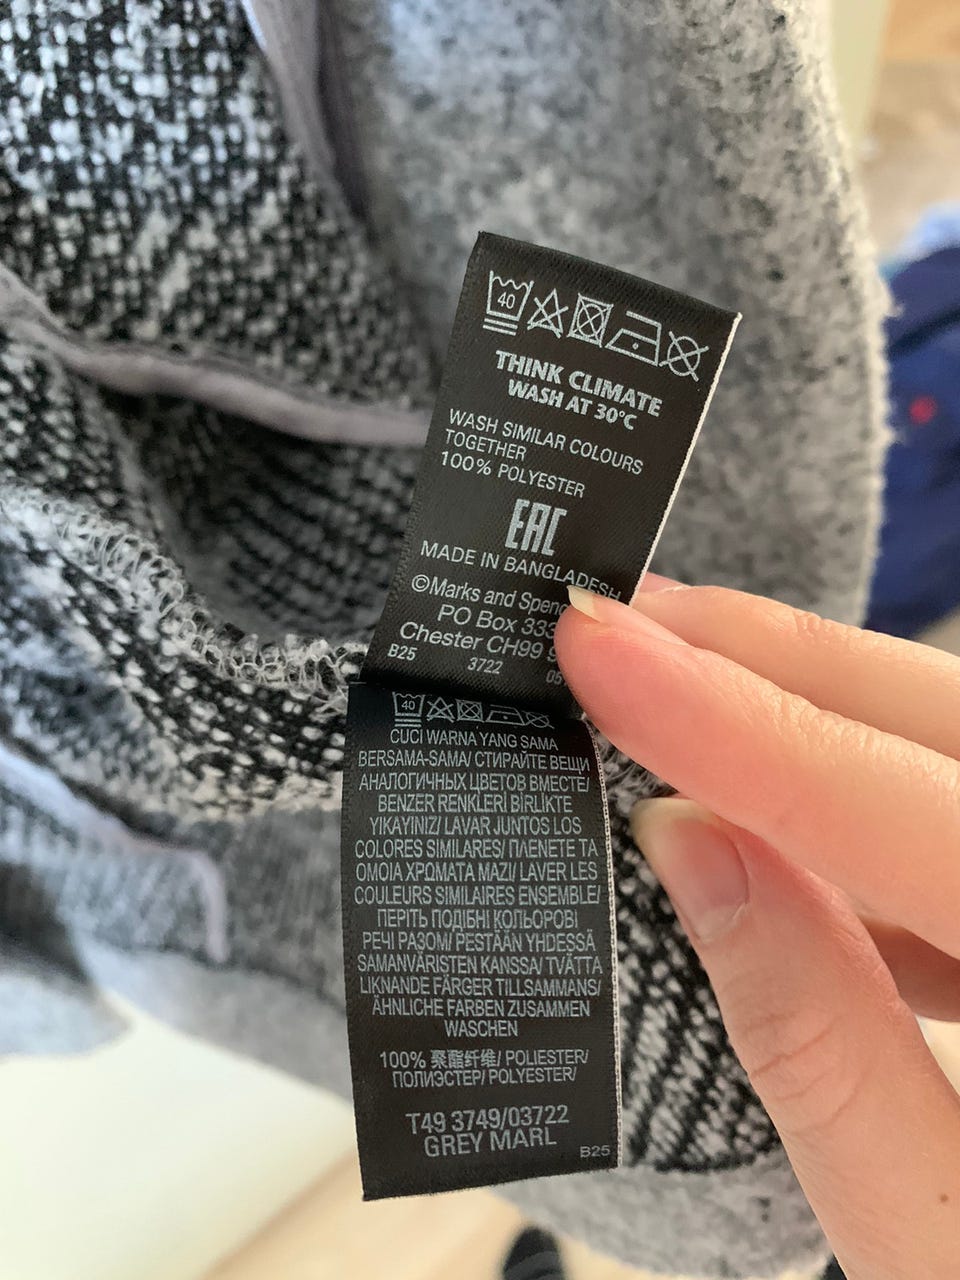 40
THINK CLIMATE
WASH AT 30°C
WASH SIMILAR COLOURS
TOGETHER
100% POLYESTER
EAC
MADE IN BANGLADESH
©Marks and
PO Box
Chester CH99
B25 3722
40
CUCI WARNA YANG SAMA
BERSAMA-SAMA/ СТИРАЙТЕ ВЕЩИ
АНАЛОГИЧНЫХ ЦВЕТОВ ВМЕСТЕ/
BENZER RENKLERİ BİRLİKTE
YIKAYINIZ/ LAVAR JUNTOS LOS
COLORES SIMILARES/ ΠΛΕΝΕΤΕ ΤΑ
ΟΜΟΙΑ ΧΡΩΜΑΤΑ ΜΑΖΙ/ LAVER LES
COULEURS SIMILAIRES ENSEMBLE/
ПЕРІТЬ ПОДІБНІ КОЛЬОРОВІ
РЕЧІ РАЗОМ/ PESTÄÄN YHDESSÄ
SAMANVÄRISTEN KANSSA/ TVÄTTA
LIKNANDE FÄRGER TILLSAMMANS/
ÄHNLICHE FARBEN ZUSAMMEN
WASCHEN
100% 聚酯纤维/ POLIESTER/
ПОЛИЭСТЕР/ POLYESTER/
T49 3749/03722
GREY MARL
B25